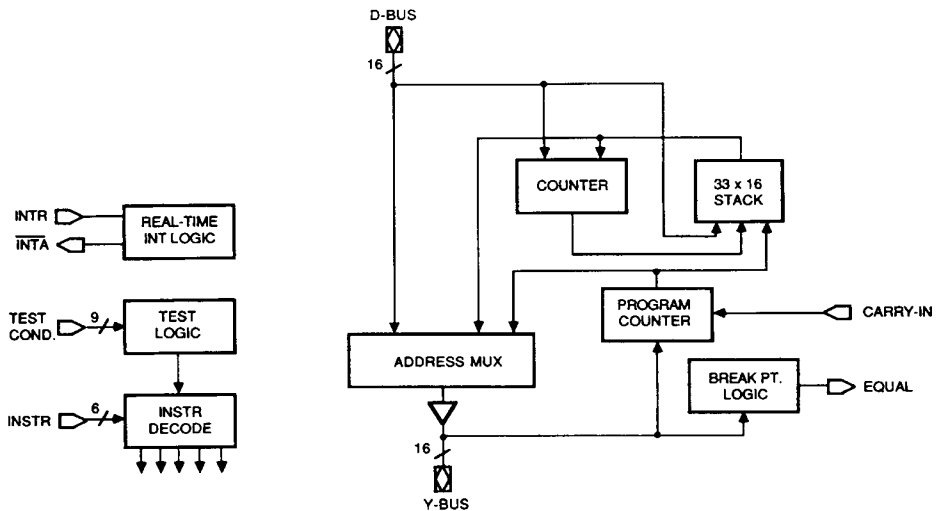 D-BUS
16
COUNTER
33 x 16
STACK
INTR
INTA
REAL-TIME
INT LOGIC
TEST
COND.
9
TEST
LOGIC
PROGRAM
COUNTER
CARRY-IN
ADDRESS MUX
BREAK PT.
LOGIC
EQUAL
INSTR
6
INSTR
DECODE
16
Y-BUS